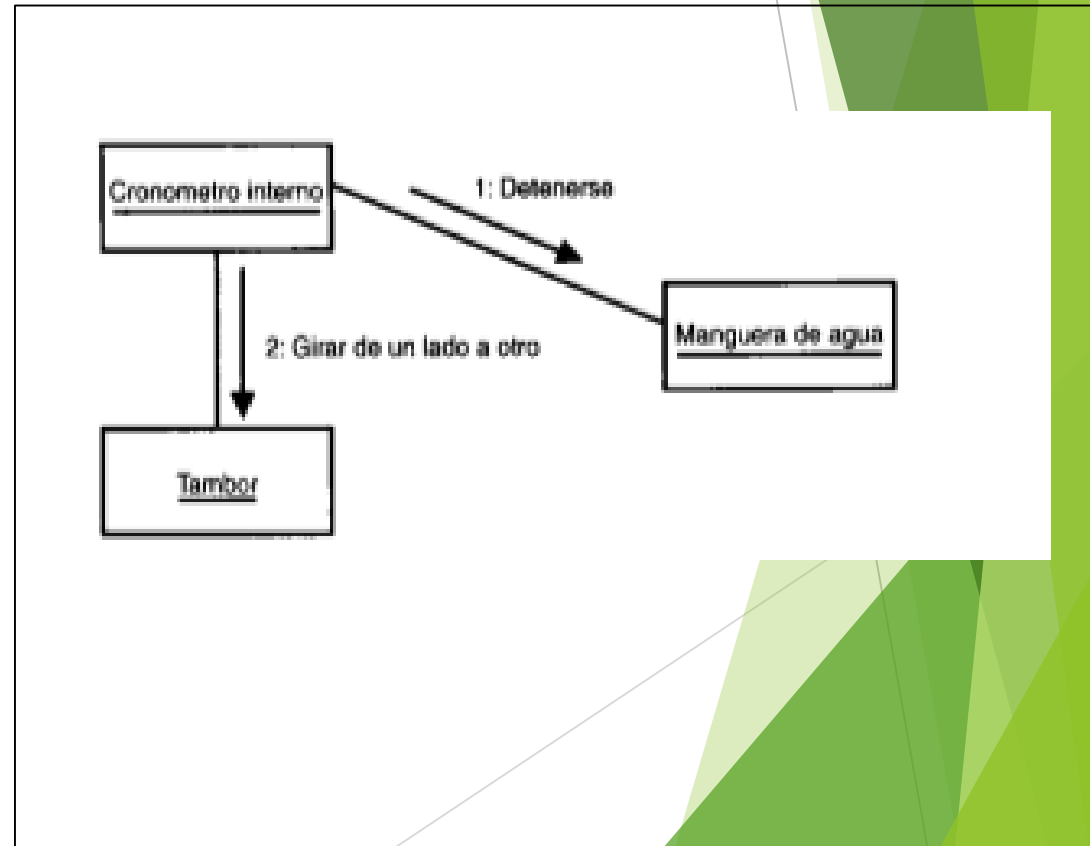 Cronometro interno
1: Detenerse
Manguera de agua
2: Girar de un lado a otro
Tambor